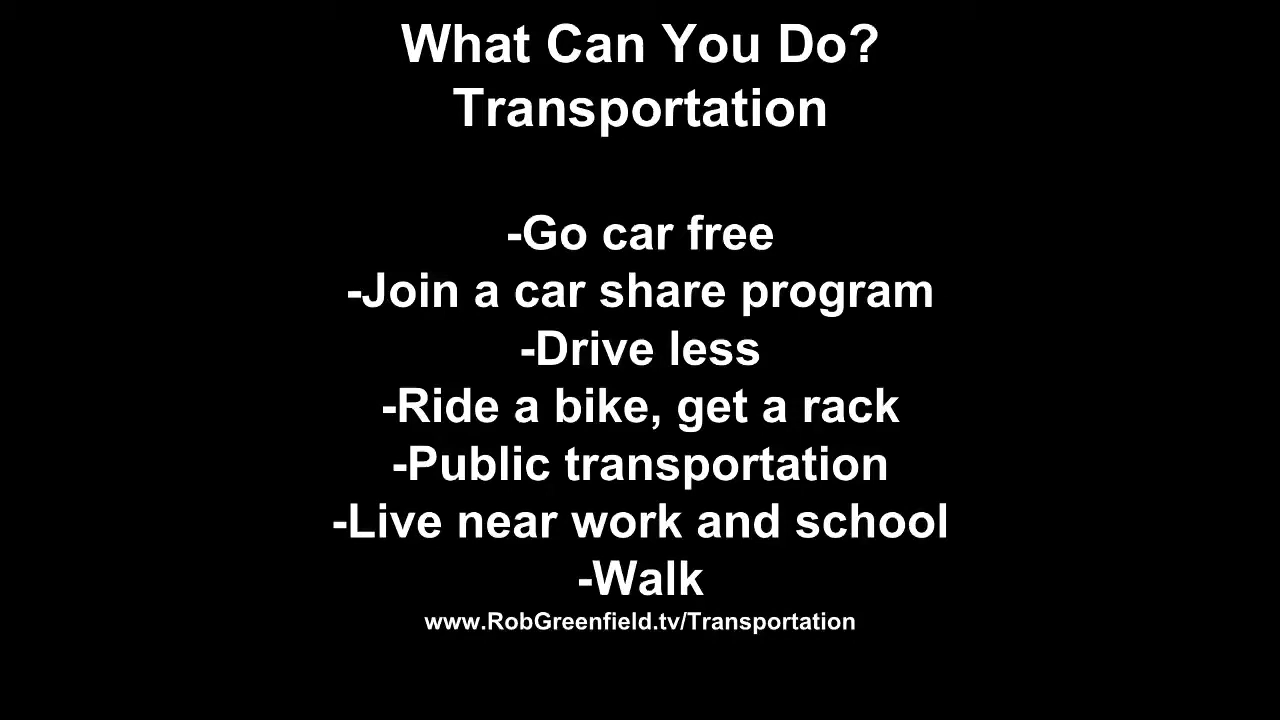 What Can You Do?
Transportation
-Go car free
-Join a car share program
-Drive less
-Ride a bike, get a rack
-Public transportation
-Live near work and school
-Walk
www.RobGreenfield.tv/Transportation